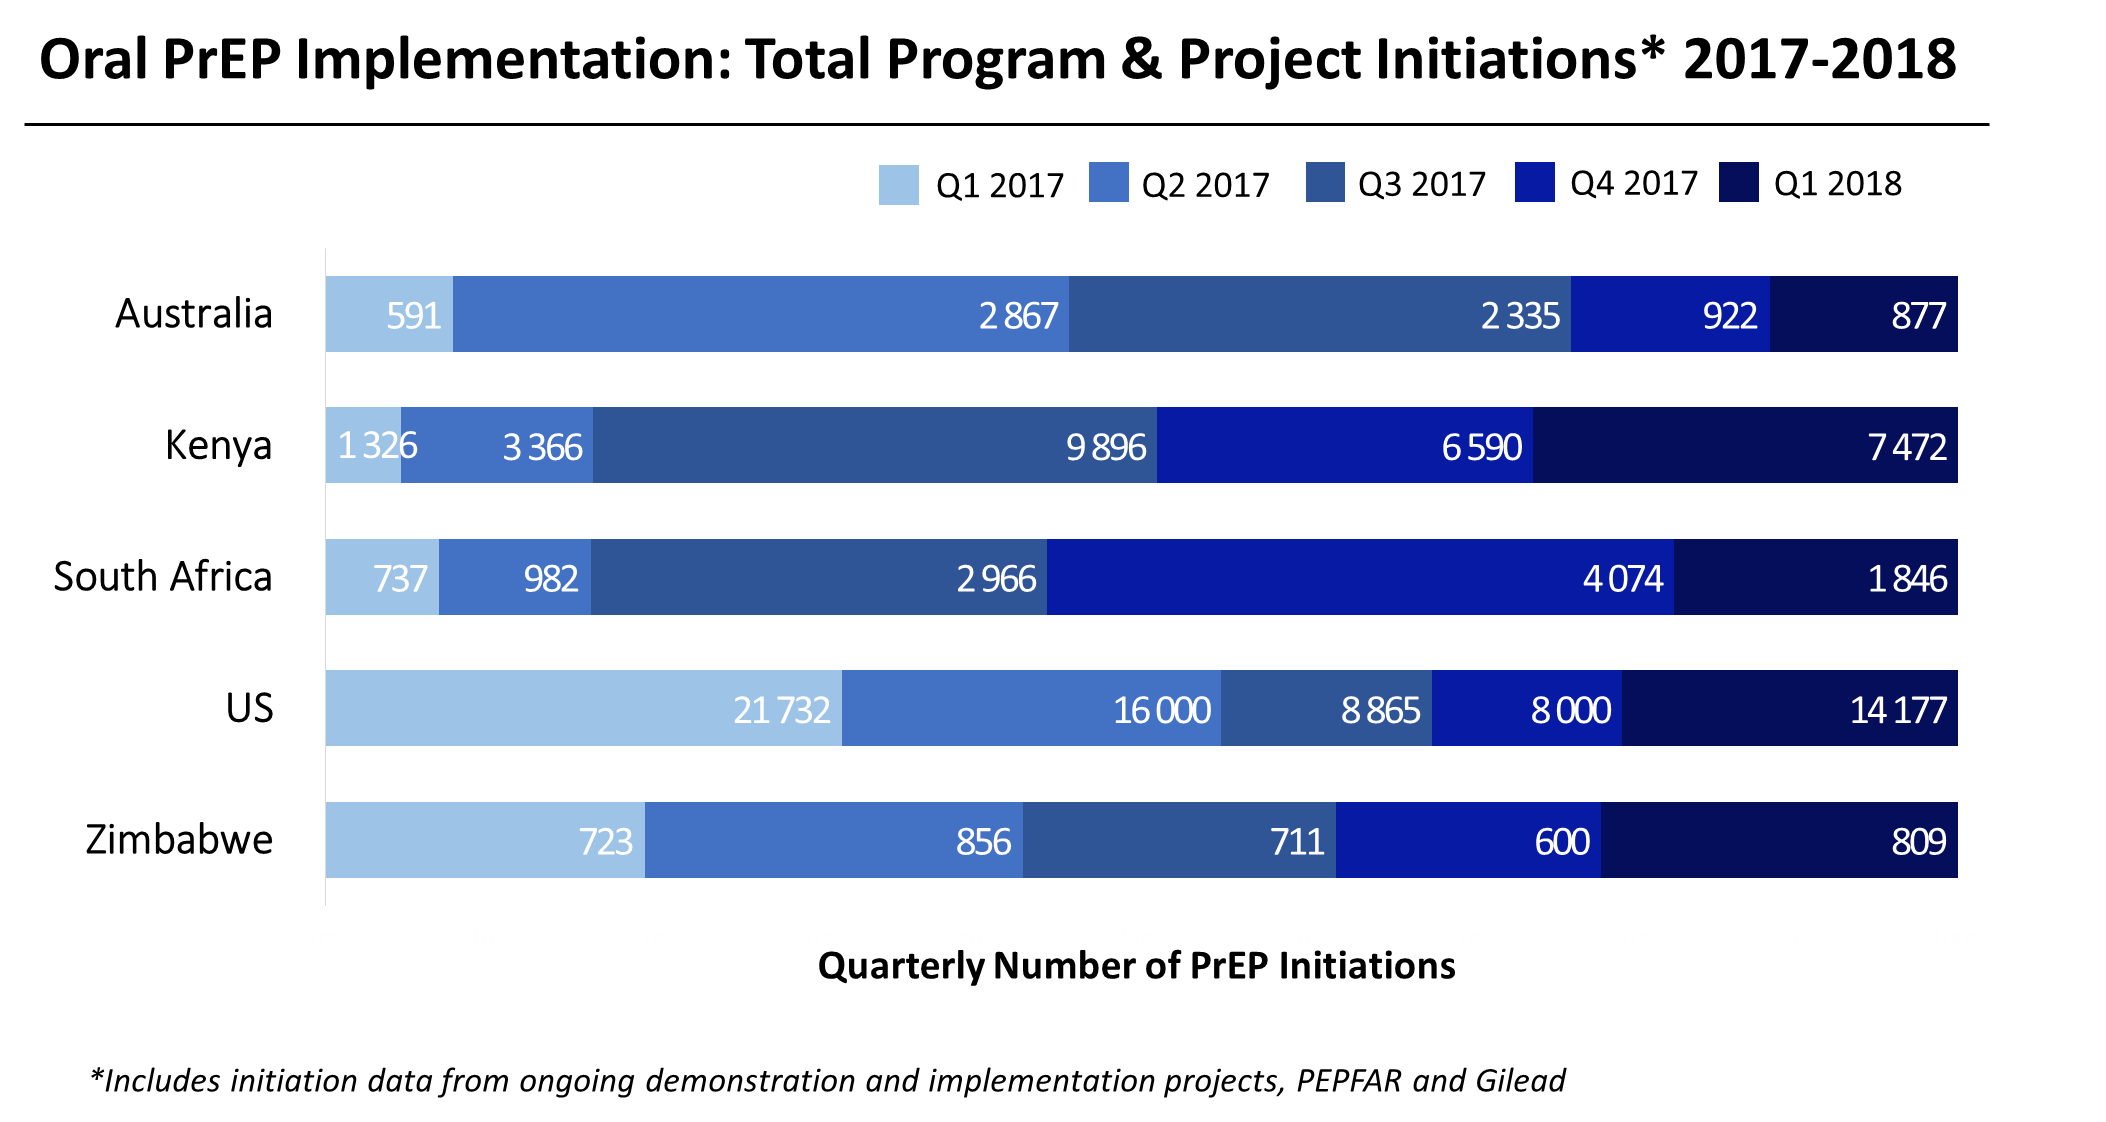 Oral PrEP Implementation: Total Program & Project Initiations* 2017-2018
Q1 2017 Q2 2017 Q3 2017 Q4 2017 Q1 2018
Australia 591 2 867 2 335 922 877
Kenya 1 326 3 366 9 896 6 590 7 472
South Africa 737 982 2 966 4 074 1 846
US 21 732 16 000 8 865 8 000 14 177
Zimbabwe 723 856 711 600 809
Quarterly Number of PrEP Initiations
*Includes initiation data from ongoing demonstration and implementation projects, PEPFAR and Gilead